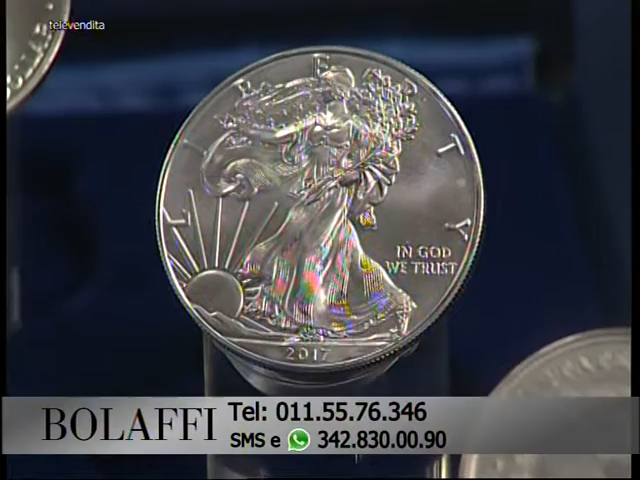 televendita
LIBERTY
IN GOD
WE TRUST
2017
BOLAFFI
Tel: 011.55.76.346
SMS e 342.830.00.90